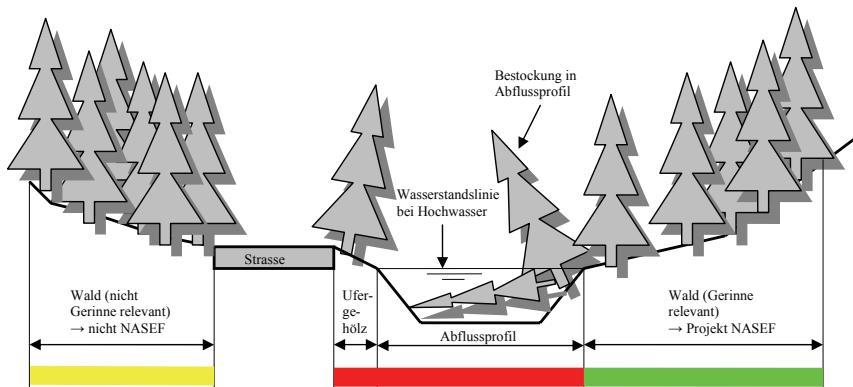 Bestockung in
Abflussprofil
Wasserstandslinie
bei Hochwasser
Strasse
Wald (nicht
Gerinne relevant)
→ nicht NASEF
Ufer-
ge-
hölz
Abflussprofil
Wald (Gerinne
relevant)
→ Projekt NASEF